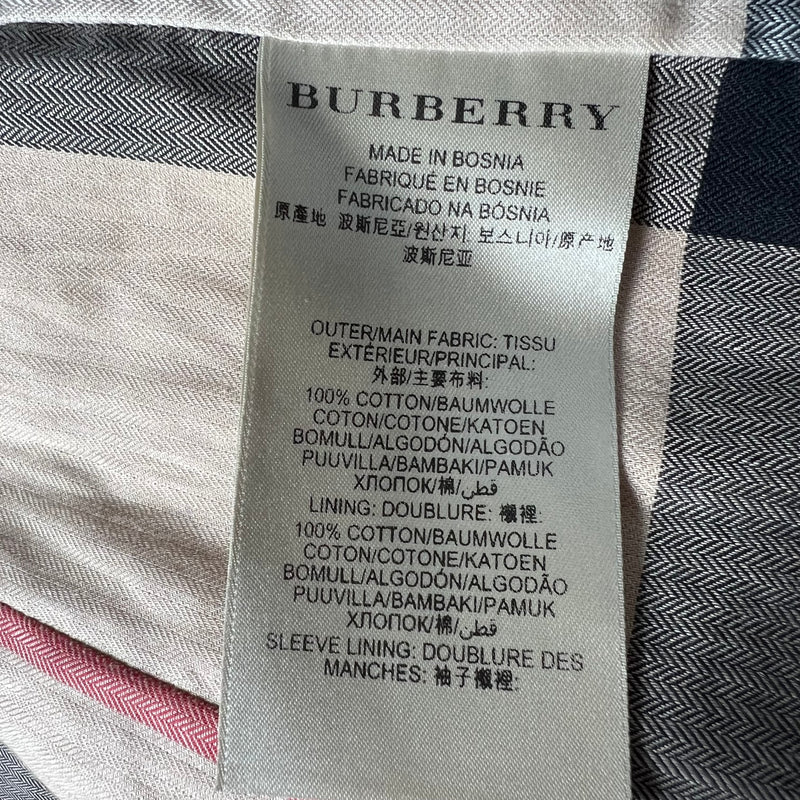 BURBERRY
MADE IN BOSNIA
FABRIQUÉ EN BOSNIE
FABRICADO NA BÓSNIA
原產地 波斯尼亞/원산지 보스니아/原产地
波斯尼亚
OUTER/MAIN FABRIC: TISSU
EXTÉRIEUR/PRINCIPAL:
外部/主要布料:
100% COTTON/BAUMWOLLE
COTON/COTONE/KATOEN
BOMULL/ALGODÓN/ALGODÃO
PUUVILLA/BAMBAKI/PAMUK
ХЛОПОК/棉/قطن
LINING: DOUBLURE: 襯裡:
100% COTTON/BAUMWOLLE
COTON/COTONE/KATOEN
BOMULL/ALGODÓN/ALGODÃO
PUUVILLA/BAMBAKI/PAMUK
ХЛОПОК/棉/قطن
SLEEVE LINING: DOUBLURE DES
MANCHES: 袖子襯裡: